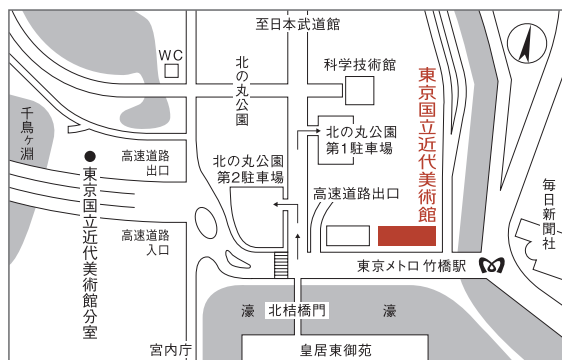 至日本武道館
WC
北の丸公園
科学技術館
東京国立近代美術館
千鳥ヶ淵
北の丸公園
第1駐車場
高速道路
出口
北の丸公園
第2駐車場
高速道路出口
東京国立近代美術館分室
毎日新聞社
高速道路
入口
東京メトロ 竹橋駅
濠
北桔橋門
濠
宮内庁
皇居東御苑